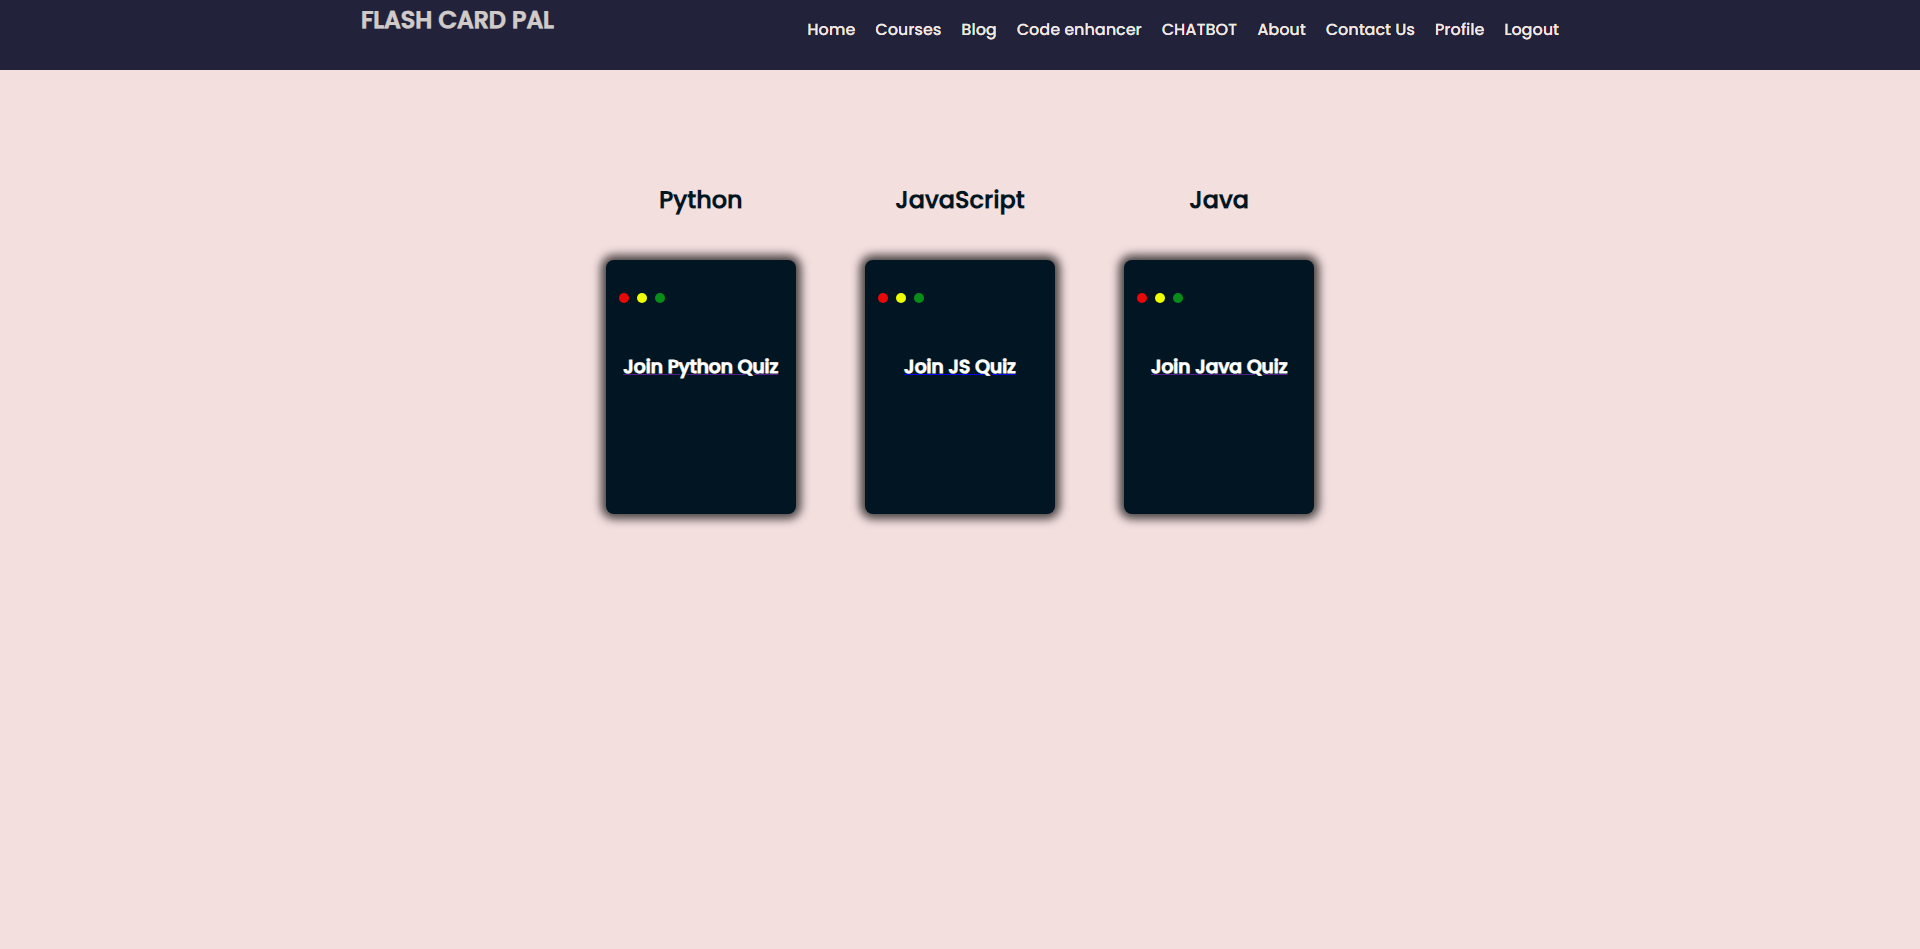 FLASH CARD PAL
Home Courses Blog Code enhancer CHATBOT About Contact Us Profile Logout
Python JavaScript Java
Join Python Quiz Join JS Quiz Join Java Quiz